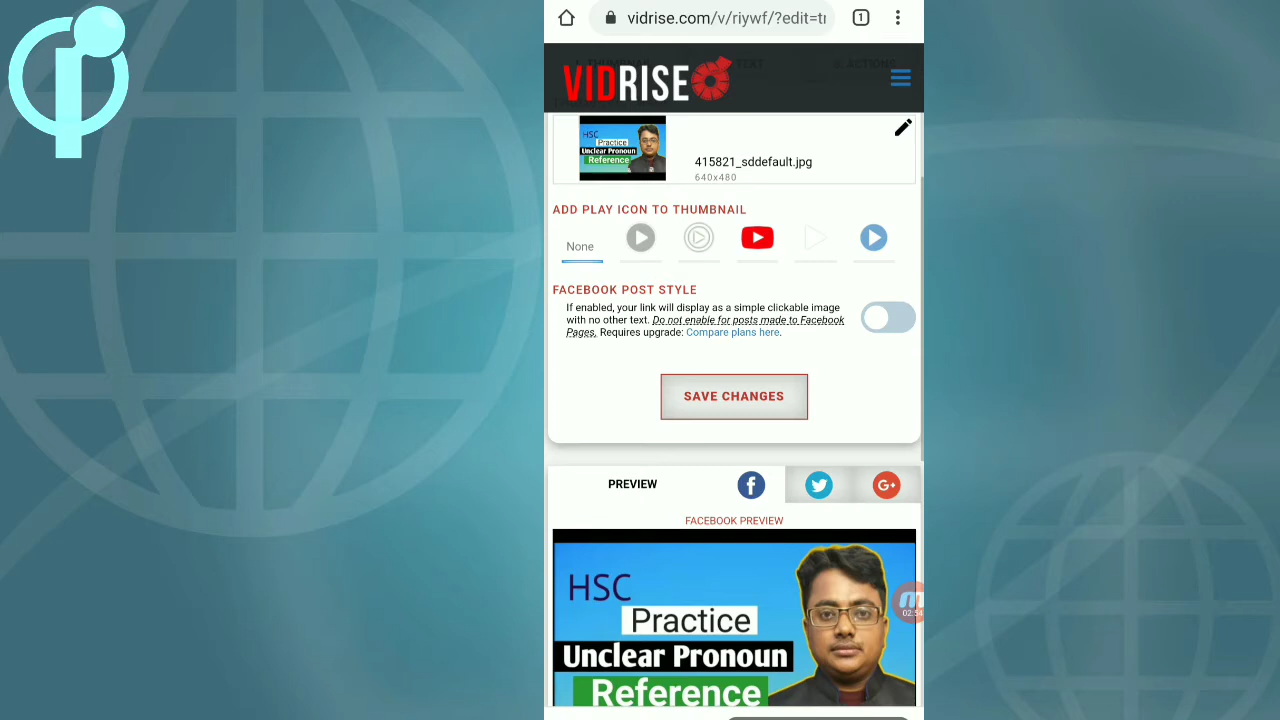 vidrise.com/v/riywf/?edit=tr
1
VIDRISE
HSC
Practice
Unclear Pronoun
Reference
415821_sddefault.jpg
640x480
ADD PLAY ICON TO THUMBNAIL
None
FACEBOOK POST STYLE
If enabled, your link will display as a simple clickable image
with no other text. Do not enable for posts made to Facebook
Pages. Requires upgrade: Compare plans here.
SAVE CHANGES
PREVIEW
f
G+
FACEBOOK PREVIEW
HSC
Practice
Unclear Pronoun
Reference
02:54